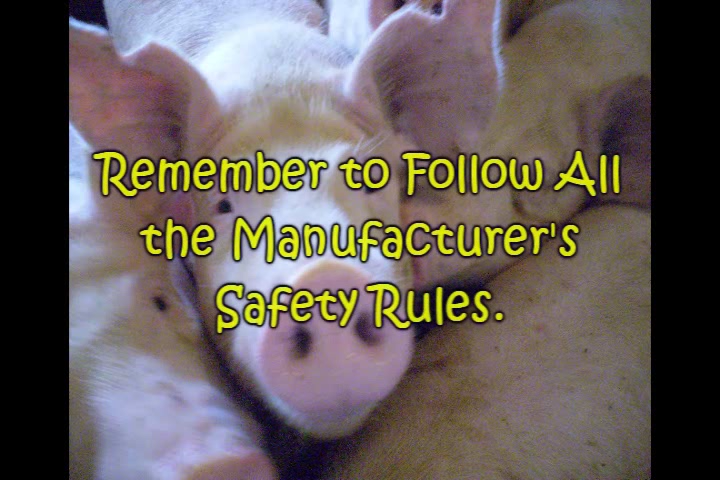 Remember to Follow All
the Manufacturer's
Safety Rules.